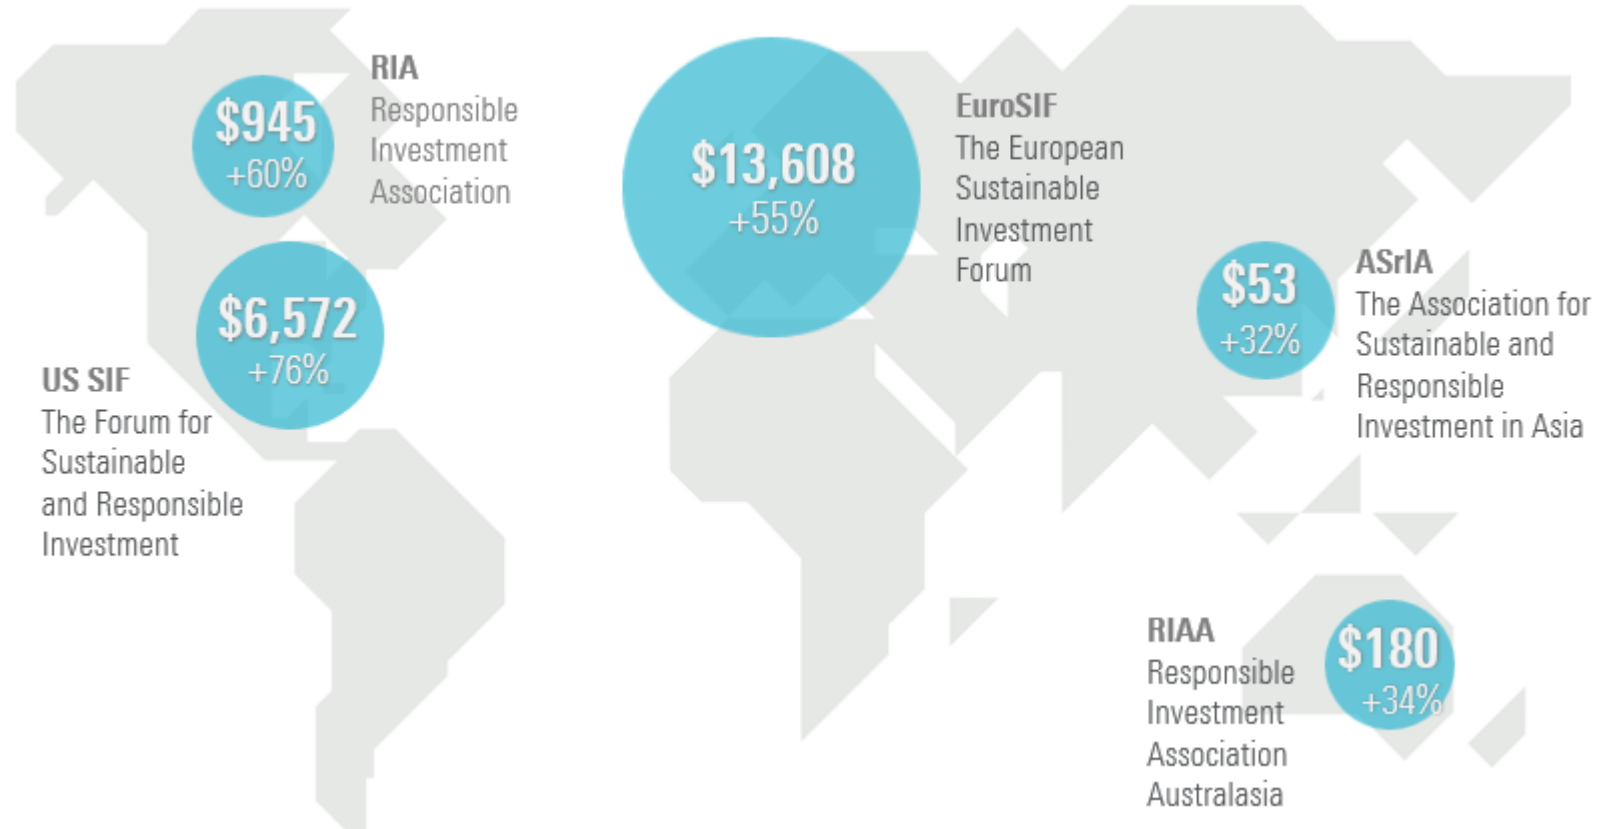 RIA
Responsible
Investment
Association
$945
+60%
$6,572
+76%
US SIF
The Forum for
Sustainable
and Responsible
Investment
$13,608
+55%
EuroSIF
The European
Sustainable
Investment
Forum
$53
+32%
ASrIA
The Association for
Sustainable and
Responsible
Investment in Asia
RIAA
Responsible
Investment
Association
Australasia
$180
+34%